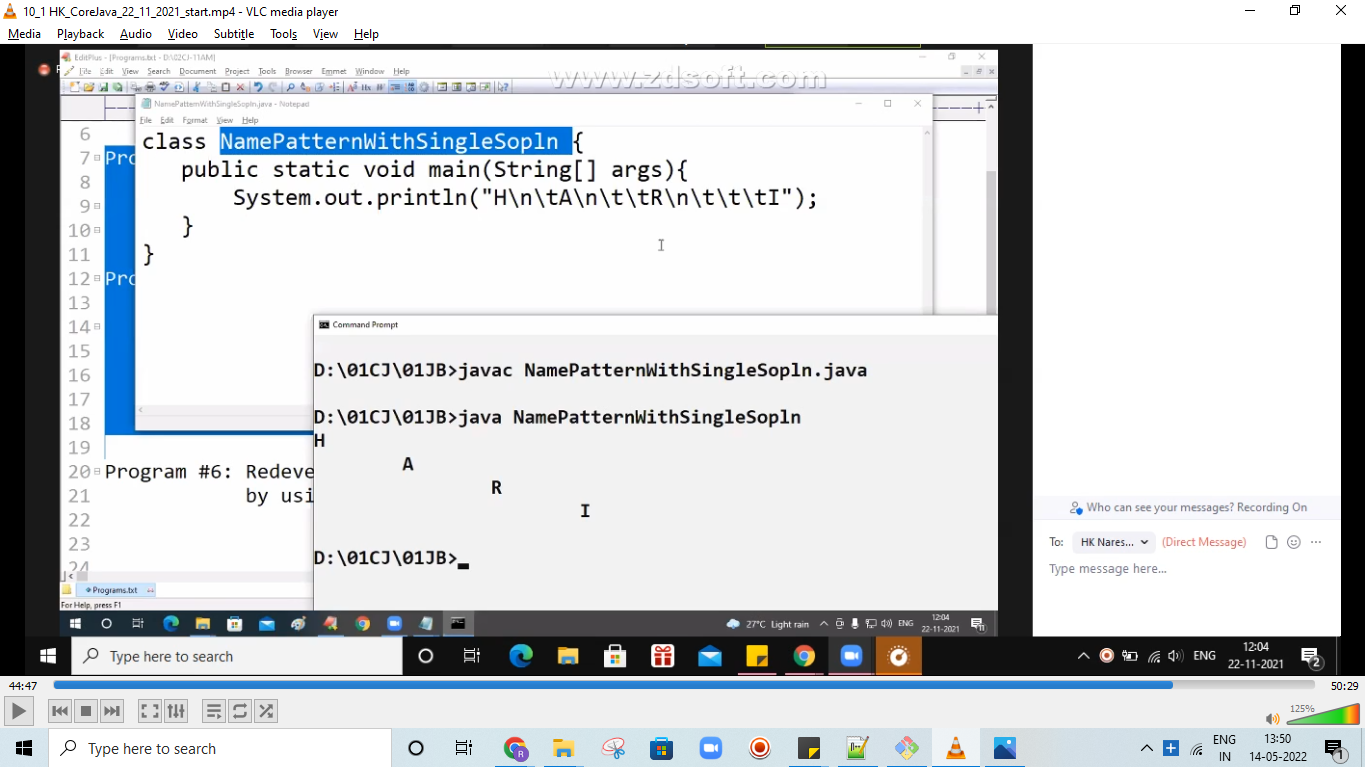 10_1 HK_CoreJava_22_11_2021_start.mp4 - VLC media player
Media Playback Audio Video Subtitle Tools View Help
EditPlus - [Programs.txt - D:\02CJ-11AM]
File Edit View Search Document Project Tools Browser Emmet Window Help
www.zdsoft.com
NamePatternWithSingleSopln.java - Notepad
File Edit Format View Help
class NamePatternWithSingleSopln {
public static void main(String[] args){
System.out.println("H\n\tA\n\t\tR\n\t\t\tI");
}
}
6
7 Pro
8
9
10
11
12 Pro
13
14
15
16
17
18
19
20 Program #6: Redeve
21 by usi
22
23
24
Command Prompt
D:\01CJ\01JB>javac NamePatternWithSingleSopln.java
D:\01CJ\01JB>java NamePatternWithSingleSopln
H
A
R
I
D:\01CJ\01JB>
Programs.txt
For Help, press F1
27°C Light rain ENG 12:04
22-11-2021
11
Who can see your messages? Recording On
To: HK Nares... (Direct Message)
Type message here...
Type here to search
ENG 12:04
22-11-2021
2
44:47 50:29
125%
Type here to search
R
ENG 13:50
IN 14-05-2022
1